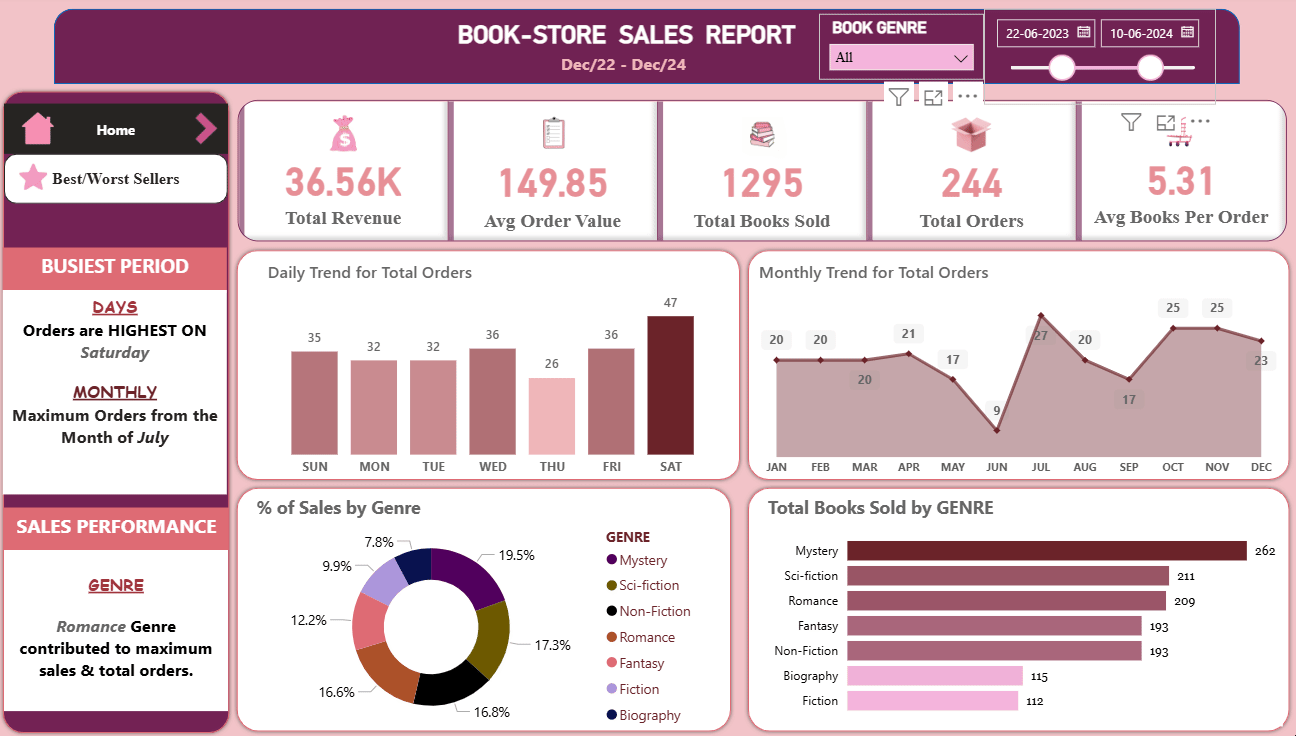 BOOK-STORE SALES REPORT
Dec/22 - Dec/24
BOOK GENRE
All
22-06-2023
10-06-2024
Home
Best/Worst Sellers
36.56K
Total Revenue
149.85
Avg Order Value
1295
Total Books Sold
244
Total Orders
5.31
Avg Books Per Order
BUSIEST PERIOD
DAYS
Orders are HIGHEST ON
Saturday
MONTHLY
Maximum Orders from the
Month of July
SALES PERFORMANCE
GENRE
Romance Genre
contributed to maximum
sales & total orders.
Daily Trend for Total Orders
35 32 32 36 26 36 47
SUN MON TUE WED THU FRI SAT
Monthly Trend for Total Orders
20 20 20 21 17 9 27 20 17 25 25 23
JAN FEB MAR APR MAY JUN JUL AUG SEP OCT NOV DEC
% of Sales by Genre
19.5%
17.3%
16.8%
16.6%
12.2%
9.9%
7.8%
GENRE
Mystery
Sci-fiction
Non-Fiction
Romance
Fantasy
Fiction
Biography
Total Books Sold by GENRE
Mystery 262
Sci-fiction 211
Romance 209
Fantasy 193
Non-Fiction 193
Biography 115
Fiction 112